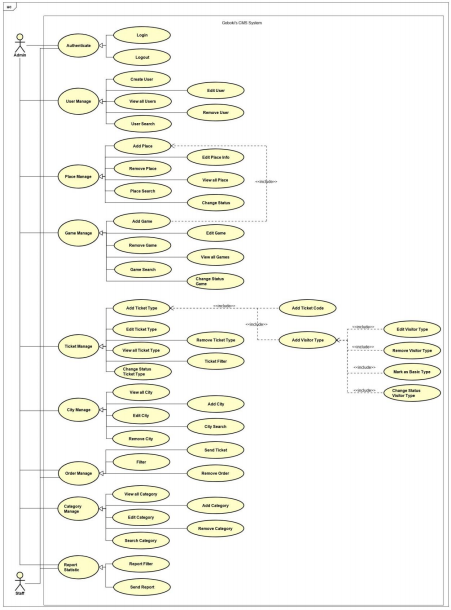 uc
Goboki's CMS System
Admin
Authenticate
Login
Logout
User Manage
Create User
Edit User
View all Users
Remove User
User Search
Place Manage
Add Place
Edit Place Info
Remove Place
View all Place
<<include>>
Place Search
Change Status
Game Manage
Add Game
Edit Game
Remove Game
View all Games
Game Search
Change Status
Game
Ticket Manage
Add Ticket Type
<<include>>
Add Ticket Code
<<include>>
Edit Ticket Type
Remove Ticket Type
Add Visitor Type
<<include>>
Edit Visitor Type
View all Ticket Type
Ticket Filter
<<include>>
Remove Visitor Type
Change Status
Ticket Type
<<include>>
Mark as Basic Type
<<include>>
Change Status
Visitor Type
City Manage
View all City
Add City
Edit City
City Search
Remove City
Order Manage
Send Ticket
Filter
Remove Order
Category
Manage
View all Category
Add Category
Edit Category
Remove Category
Search Category
Report
Statistic
Report Filter
Send Report
Staff